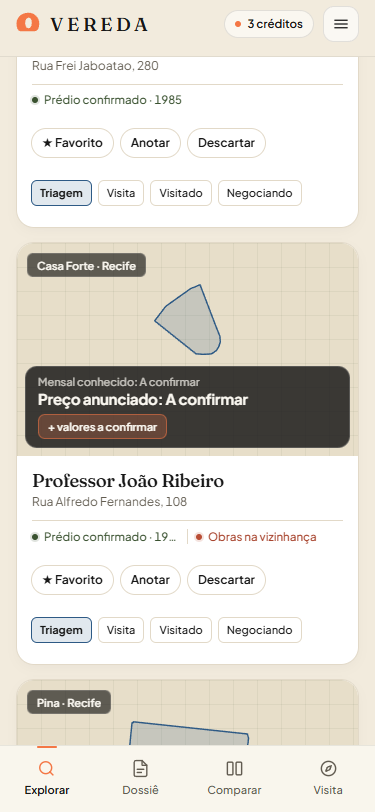 VEREDA
3 créditos
Rua Frei Jaboatao, 280
Prédio confirmado · 1985
★ Favorito Anotar Descartar
Triagem Visita Visitado Negociando
Casa Forte · Recife
Mensal conhecido: A confirmar
Preço anunciado: A confirmar
+ valores a confirmar
Professor João Ribeiro
Rua Alfredo Fernandes, 108
Prédio confirmado · 19... Obras na vizinhança
★ Favorito Anotar Descartar
Triagem Visita Visitado Negociando
Pina · Recife
Explorar Dossiê Comparar Visita